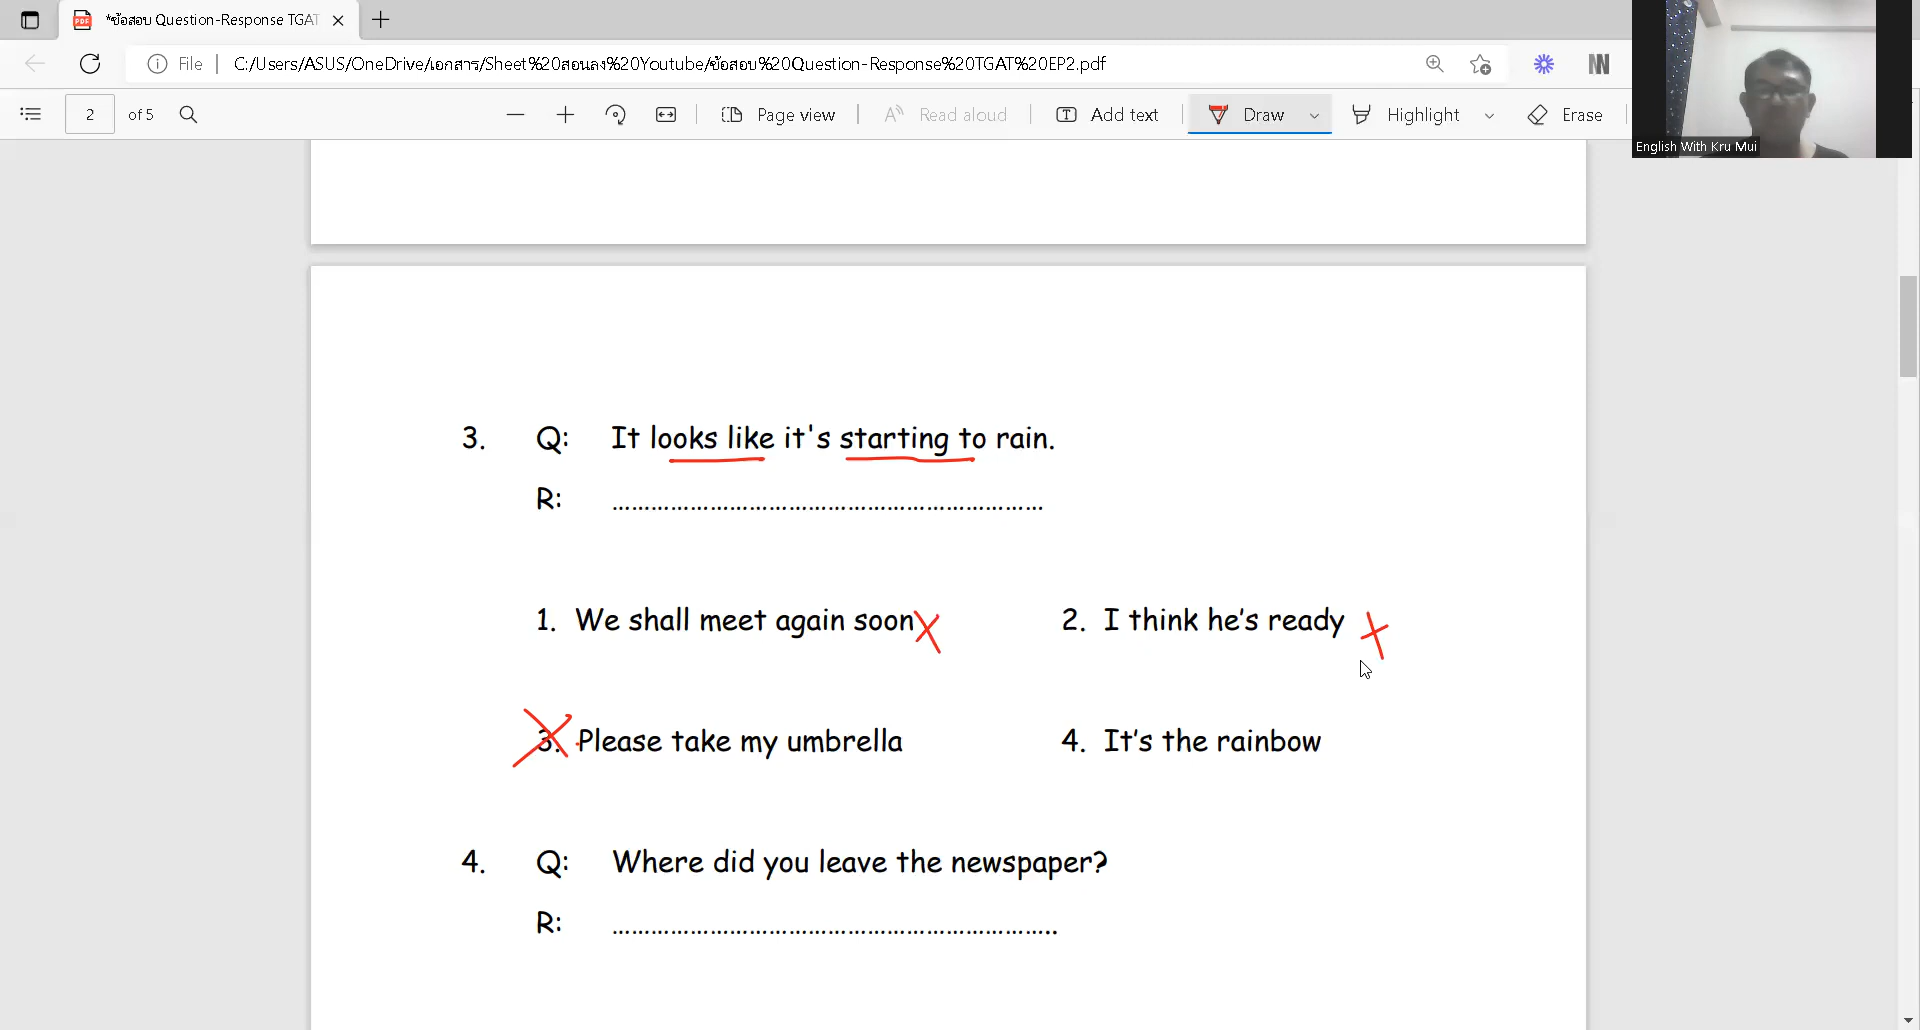 *ข้อสอบ Question-Response TGAT
File C:/Users/ASUS/OneDrive/เอกสาร/Sheet%20สอนลง%20Youtube/ข้อสอบ%20Question-Response%20TGAT%20EP2.pdf
2 of 5 Page view Read aloud Add text Draw Highlight Erase
English With Kru Mui
3. Q: It looks like it's starting to rain.
R: ................................................................
1. We shall meet again soon 2. I think he's ready
3. Please take my umbrella 4. It's the rainbow
4. Q: Where did you leave the newspaper?
R: ..................................................................